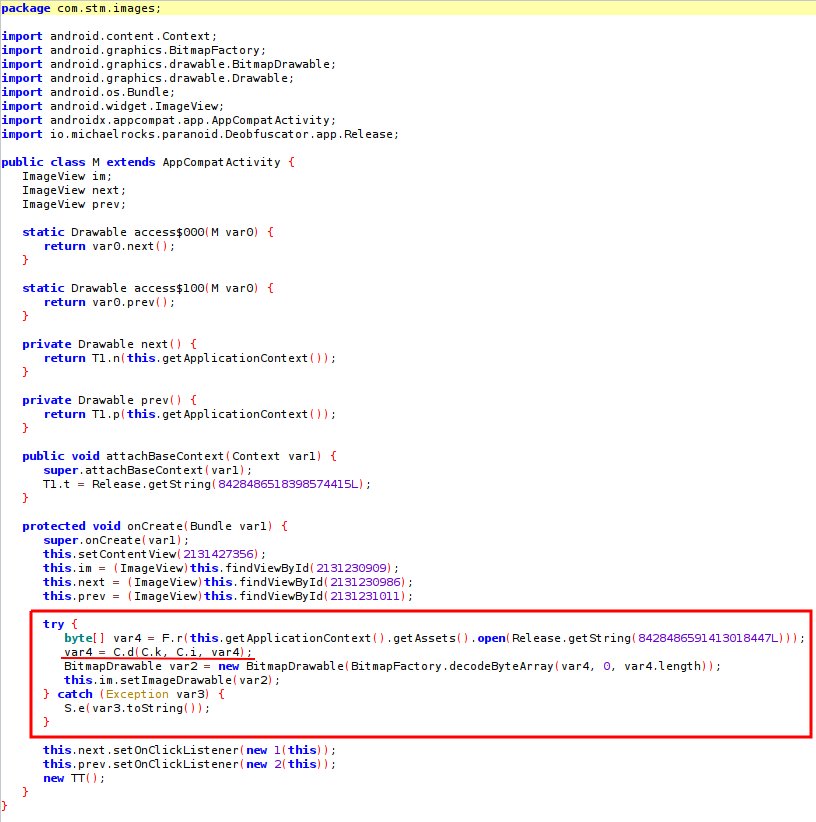 package com.stm.images;
import android.content.Context;
import android.graphics.BitmapFactory;
import android.graphics.drawable.BitmapDrawable;
import android.graphics.drawable.Drawable;
import android.os.Bundle;
import android.widget.ImageView;
import androidx.appcompat.app.AppCompatActivity;
import io.michaelrocks.paranoid.Deobfuscator.app.Release;
public class M extends AppCompatActivity {
ImageView im;
ImageView next;
ImageView prev;
static Drawable access$000(M var0) {
return var0.next();
}
static Drawable access$100(M var0) {
return var0.prev();
}
private Drawable next() {
return T1.n(this.getApplicationContext());
}
private Drawable prev() {
return T1.p(this.getApplicationContext());
}
public void attachBaseContext(Context var1) {
super.attachBaseContext(var1);
T1.t = Release.getString(8428486518398574415L);
}
protected void onCreate(Bundle var1) {
super.onCreate(var1);
this.setContentView(2131427356);
this.im = (ImageView)this.findViewById(2131230909);
this.next = (ImageView)this.findViewById(2131230986);
this.prev = (ImageView)this.findViewById(2131231011);
try {
byte[] var4 = F.r(this.getApplicationContext().getAssets().open(Release.getString(8428486591413018447L)));
var4 = C.d(C.k, C.i, var4);
BitmapDrawable var2 = new BitmapDrawable(BitmapFactory.decodeByteArray(var4, 0, var4.length));
this.im.setImageDrawable(var2);
} catch (Exception var3) {
S.e(var3.toString());
}
this.next.setOnClickListener(new 1(this));
this.prev.setOnClickListener(new 2(this));
new TT();
}
}